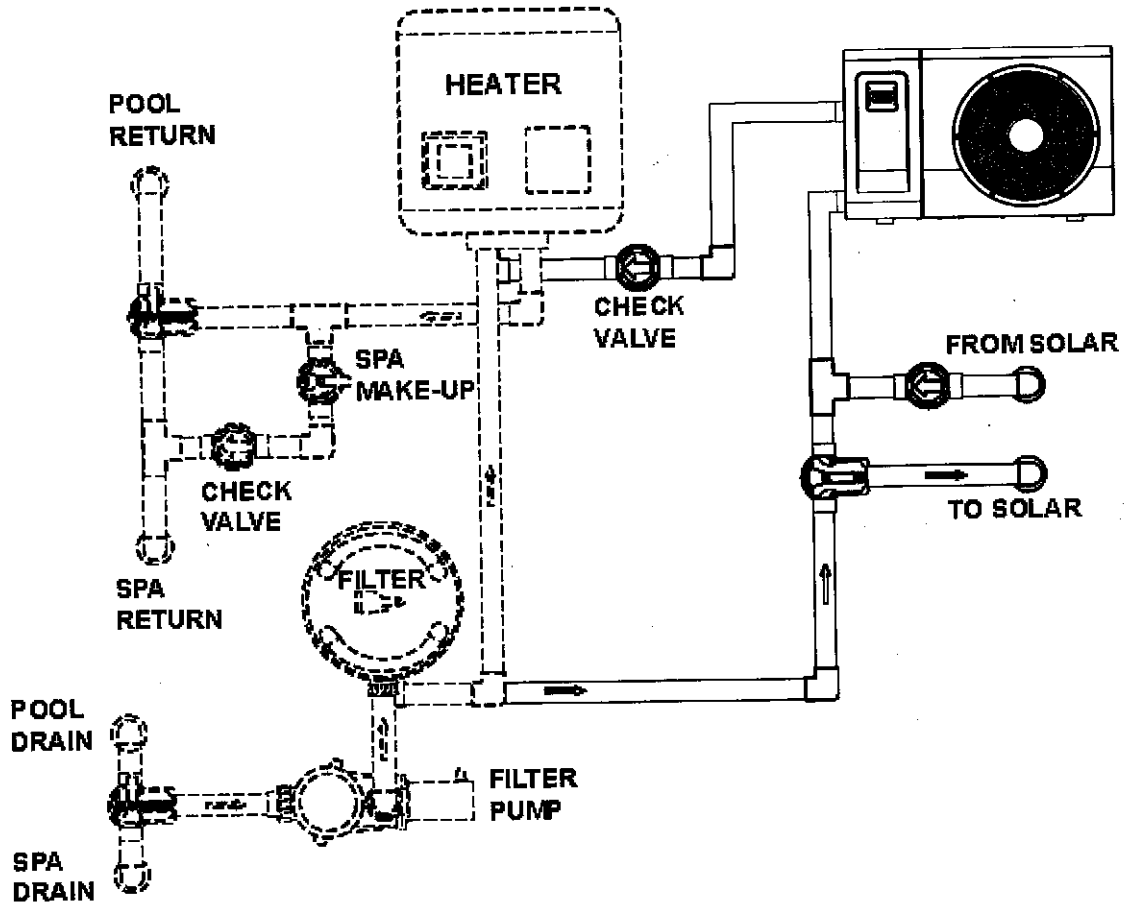 HEATER
POOL
RETURN
CHECK
VALVE
FROM SOLAR
SPA
MAKE-UP
CHECK
VALVE
TO SOLAR
FILTER
SPA
RETURN
POOL
DRAIN
FILTER
PUMP
SPA
DRAIN